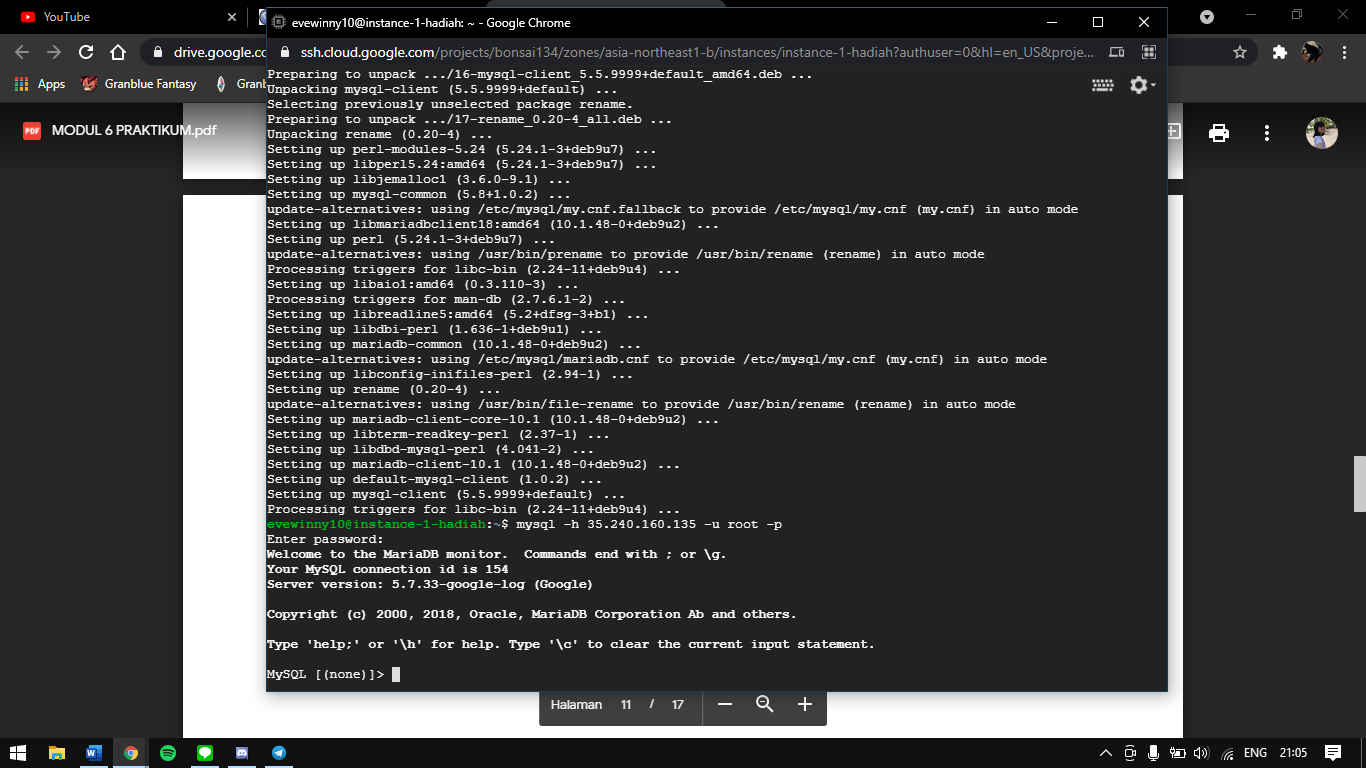 YouTube
evewinny10@instance-1-hadiah: ~ - Google Chrome
drive.google.cc
ssh.cloud.google.com/projects/bonsai134/zones/asia-northeast1-b/instances/instance-1-hadiah?authuser=0&hl=en_US&proje...
Apps
Granblue Fantasy
Granb
PDF
MODUL 6 PRAKTIKUM.pdf
Preparing to unpack .../16-mysql-client_5.5.9999+default_amd64.deb ...
Unpacking mysql-client (5.5.9999+default) ...
Selecting previously unselected package rename.
Preparing to unpack .../17-rename_0.20-4_all.deb ...
Unpacking rename (0.20-4) ...
Setting up perl-modules-5.24 (5.24.1-3+deb9u7) ...
Setting up libperl5.24:amd64 (5.24.1-3+deb9u7) ...
Setting up libjemalloc1 (3.6.0-9.1) ...
Setting up mysql-common (5.8+1.0.2) ...
update-alternatives: using /etc/mysql/my.cnf.fallback to provide /etc/mysql/my.cnf (my.cnf) in auto mode
Setting up libmariadbclient18:amd64 (10.1.48-0+deb9u2) ...
Setting up perl (5.24.1-3+deb9u7) ...
update-alternatives: using /usr/bin/prename to provide /usr/bin/rename (rename) in auto mode
Processing triggers for libc-bin (2.24-11+deb9u4) ...
Setting up libaio1:amd64 (0.3.110-3) ...
Processing triggers for man-db (2.7.6.1-2) ...
Setting up libreadline5:amd64 (5.2+dfsg-3+b1) ...
Setting up libdbi-perl (1.636-1+deb9u1) ...
Setting up mariadb-common (10.1.48-0+deb9u2) ...
update-alternatives: using /etc/mysql/mariadb.cnf to provide /etc/mysql/my.cnf (my.cnf) in auto mode
Setting up libconfig-inifiles-perl (2.94-1) ...
Setting up rename (0.20-4) ...
update-alternatives: using /usr/bin/file-rename to provide /usr/bin/rename (rename) in auto mode
Setting up mariadb-client-core-10.1 (10.1.48-0+deb9u2) ...
Setting up libterm-readkey-perl (2.37-1) ...
Setting up libdbd-mysql-perl (4.041-2) ...
Setting up mariadb-client-10.1 (10.1.48-0+deb9u2) ...
Setting up default-mysql-client (1.0.2) ...
Setting up mysql-client (5.5.9999+default) ...
Processing triggers for libc-bin (2.24-11+deb9u4) ...
evewinny10@instance-1-hadiah:~$ mysql -h 35.240.160.135 -u root -p
Enter password:
Welcome to the MariaDB monitor.  Commands end with ; or \g.
Your MySQL connection id is 154
Server version: 5.7.33-google-log (Google)
Copyright (c) 2000, 2018, Oracle, MariaDB Corporation Ab and others.
Type 'help;' or '\h' for help. Type '\c' to clear the current input statement.
MySQL [(none)]>
Halaman 11 / 17
ENG 21:05